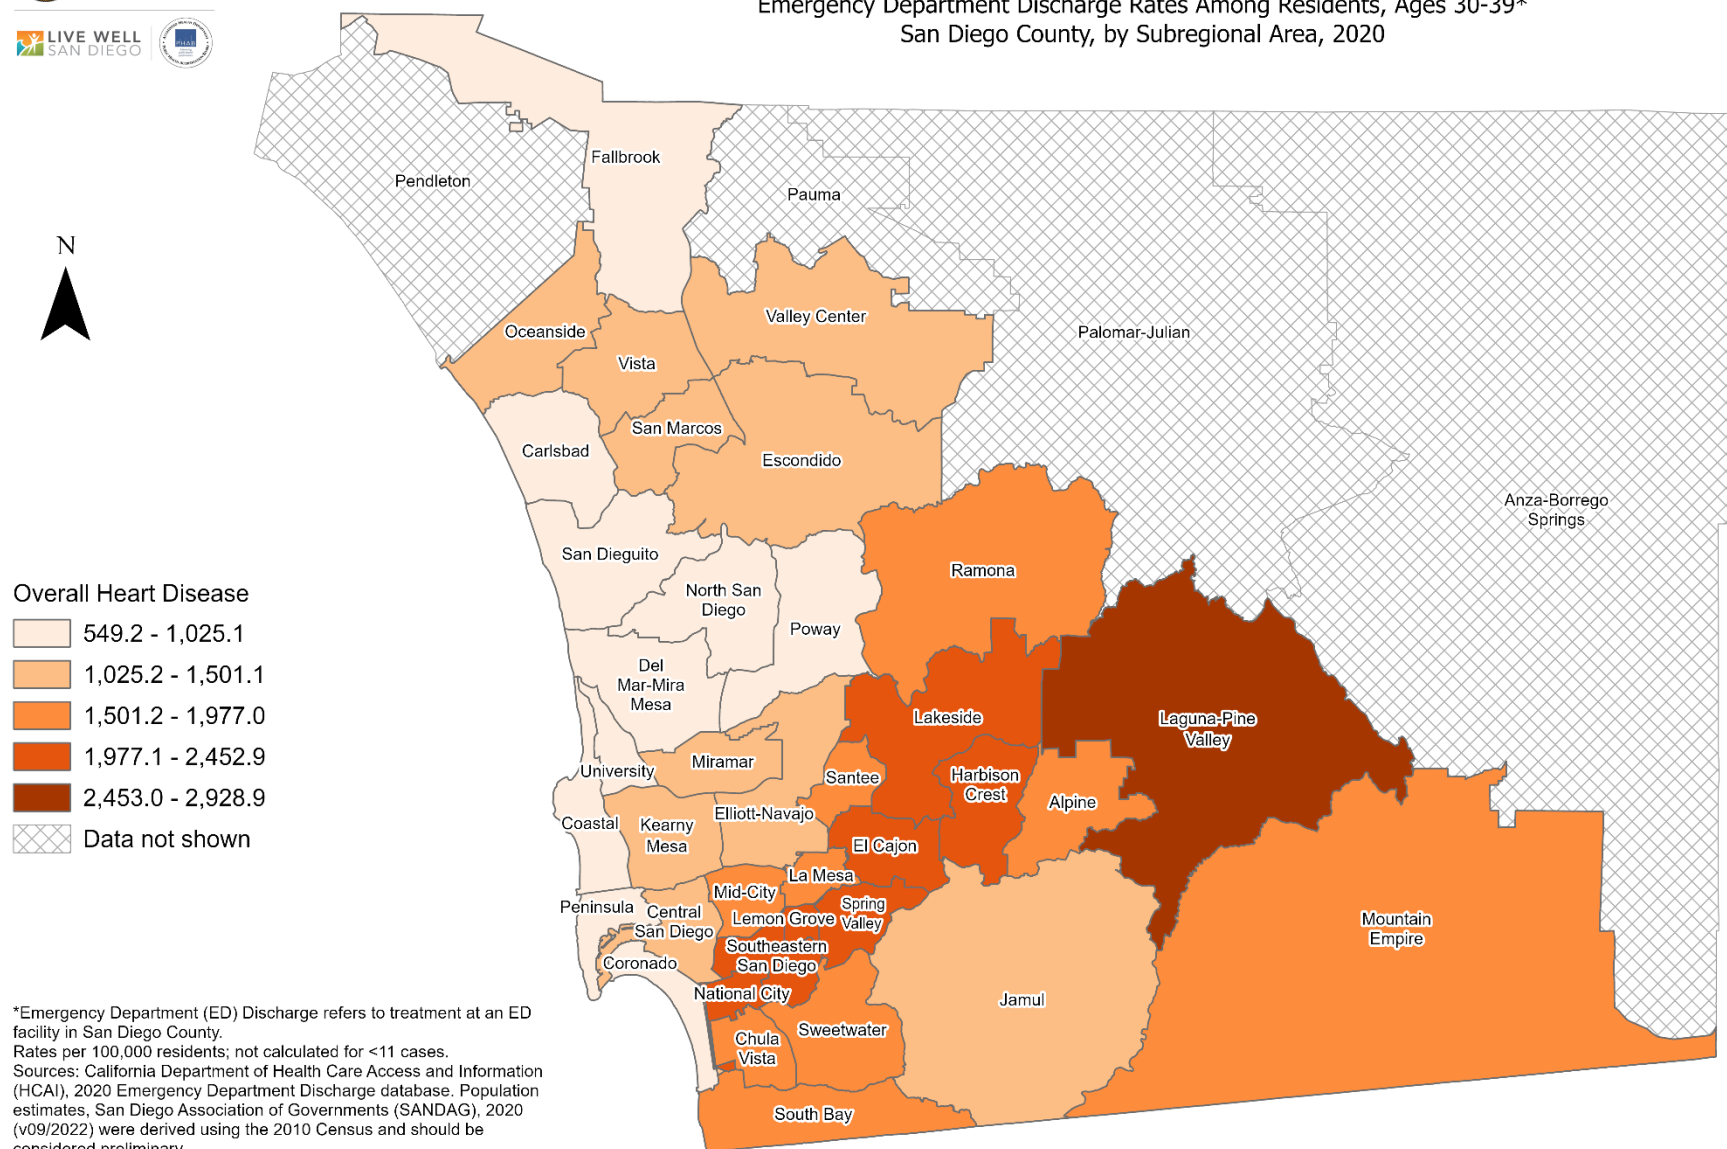 Emergency Department Discharge Rates Among Residents, Ages 30-39*
San Diego County, by Subregional Area, 2020
LIVE WELL
SAN DIEGO
PHAB
N
Fallbrook
Pendleton
Pauma
Oceanside
Valley Center
Vista
Palomar-Julian
San Marcos
Carlsbad
Escondido
Anza-Borrego
Springs
San Dieguito
Ramona
North San
Diego
Poway
Del
Mar-Mira
Mesa
Lakeside
Laguna-Pine
Valley
University
Miramar
Santee
Harbison
Crest
Alpine
Coastal
Kearny
Mesa
Elliott-Navajo
El Cajon
La Mesa
Mid-City
Peninsula
Central
San Diego
Lemon Grove
Spring
Valley
Southeastern
San Diego
Coronado
National City
Mountain
Empire
Jamul
Chula
Vista
Sweetwater
South Bay
Overall Heart Disease
549.2 - 1,025.1
1,025.2 - 1,501.1
1,501.2 - 1,977.0
1,977.1 - 2,452.9
2,453.0 - 2,928.9
Data not shown
*Emergency Department (ED) Discharge refers to treatment at an ED
facility in San Diego County.
Rates per 100,000 residents; not calculated for <11 cases.
Sources: California Department of Health Care Access and Information
(HCAI), 2020 Emergency Department Discharge database. Population
estimates, San Diego Association of Governments (SANDAG), 2020
(v09/2022) were derived using the 2010 Census and should be
considered preliminary